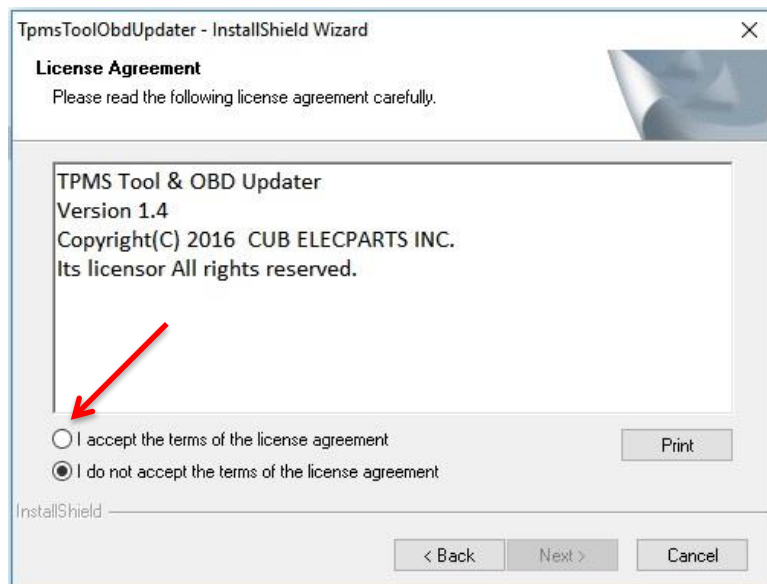 TpmsToolObdUpdater - InstallShield Wizard
License Agreement
Please read the following license agreement carefully.
TPMS Tool & OBD Updater
Version 1.4
Copyright(C) 2016 CUB ELECPARTS INC.
Its licensor All rights reserved.
I accept the terms of the license agreement
Print
I do not accept the terms of the license agreement
InstallShield
< Back
Next >
Cancel